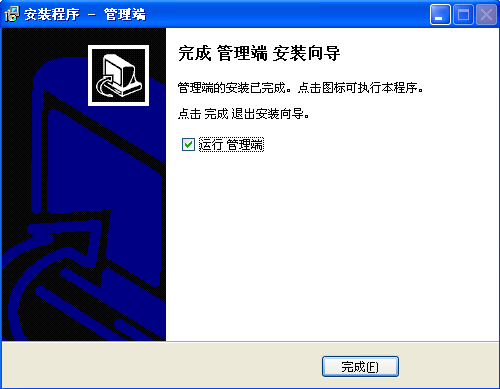 安装程序 - 管理端
完成 管理端 安装向导
管理端的安装已完成。点击图标可执行本程序。
点击 完成 退出安装向导。
运行 管理端
完成(F)